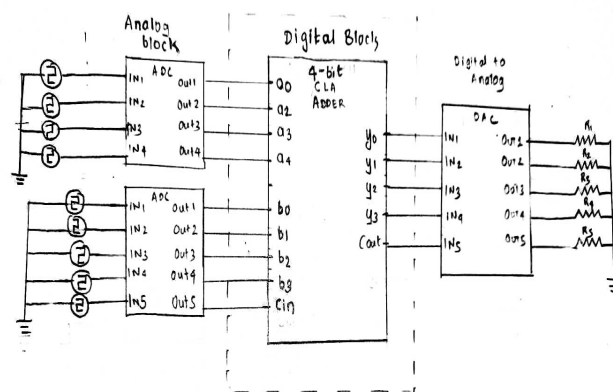 Analog
block
ADC
IN1
IN2
IN3
IN4
Out1
Out2
Out3
Out4
ADC
IN1
IN2
IN3
IN4
IN5
Out1
Out2
Out3
Out4
Out5
Digital Block
4-bit
CLA
ADDER
a0
a2
a3
a4
b0
b1
b2
b3
Cin
y0
y1
y2
y3
Cout
Digital to
Analog
DAC
IN1
IN2
IN3
IN4
IN5
Out1
Out2
Out3
Out4
Out5
R1
R2
R3
R4
R5